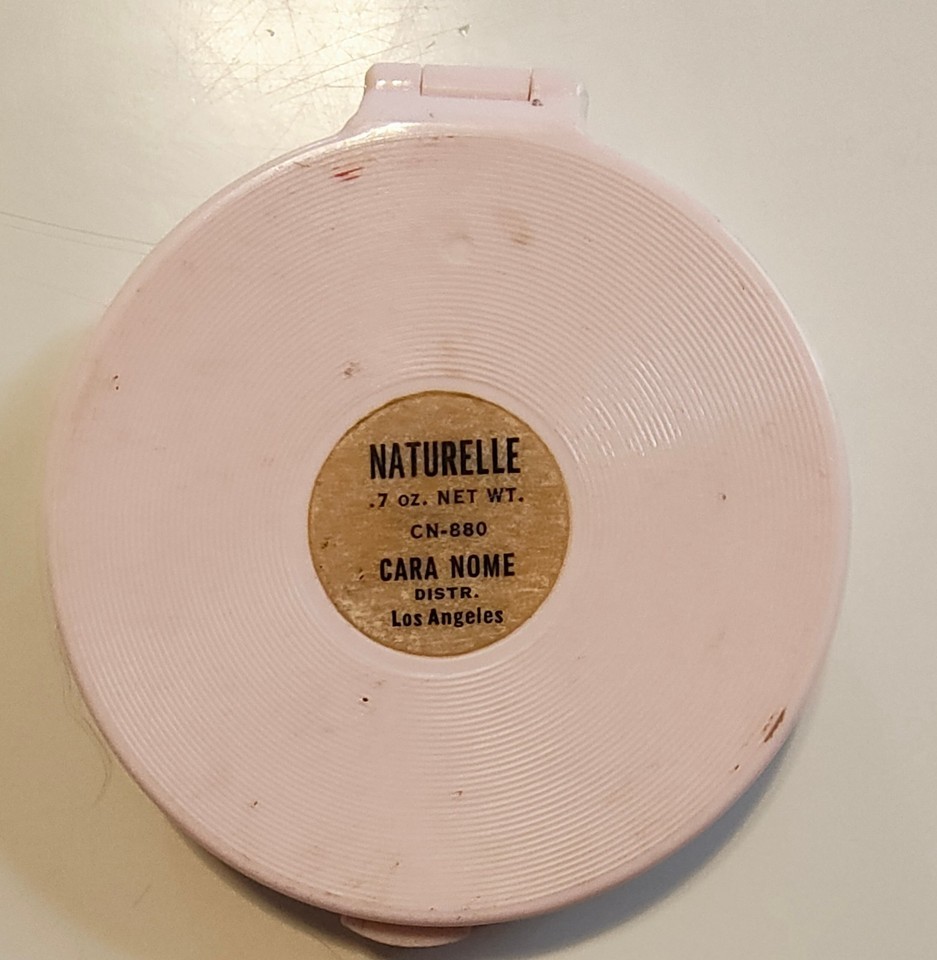 NATURELLE
.7 oz. NET WT.
CN-880
CARA NOME
DISTR.
Los Angeles